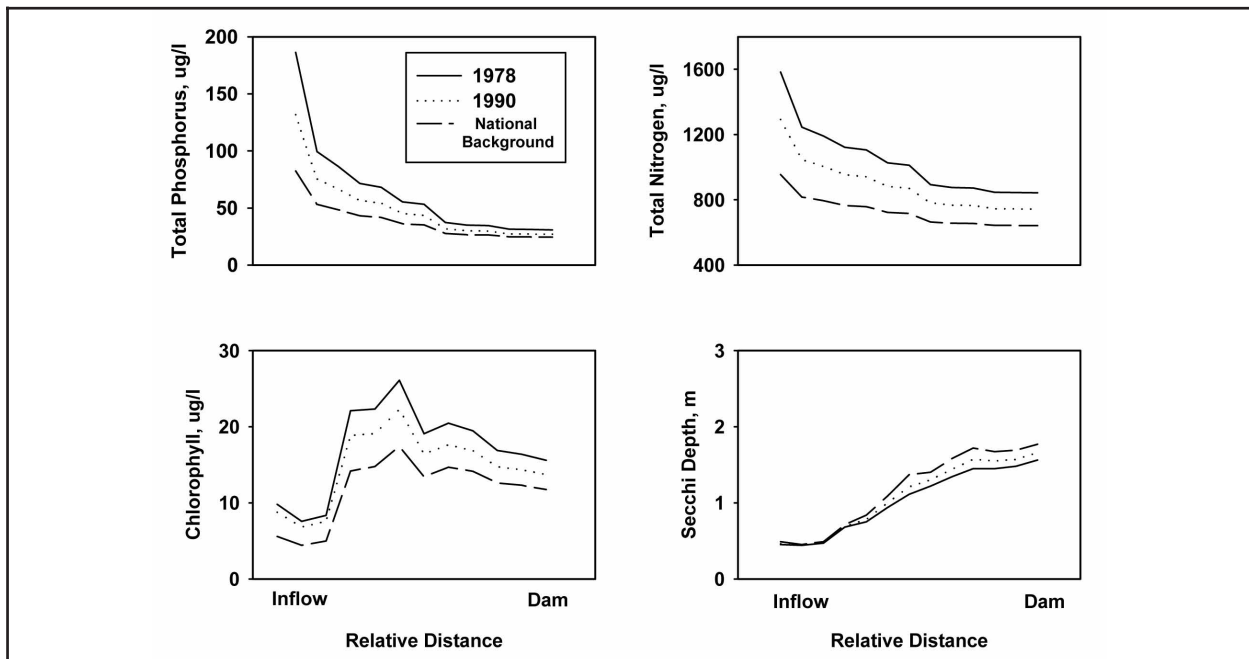 Total Phosphorus, ug/l
200
150
100
50
0
1978
1990
National
Background
Total Nitrogen, ug/l
1600
1200
800
400
Chlorophyll, ug/l
30
20
10
0
Inflow
Dam
Relative Distance
Secchi Depth, m
3
2
1
0
Inflow
Dam
Relative Distance